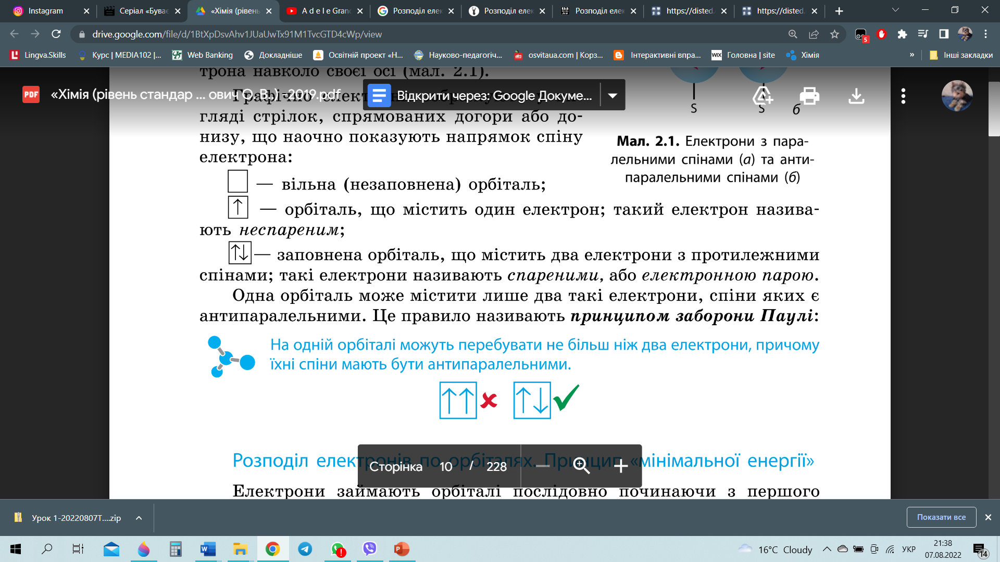 Instagram
Серіал «Буває
«Хімія (рівень
A d e l e Grand
Розподіл елек
Розподіл елек
Розподіл елек
https://disted.
https://disted.
drive.google.com/file/d/1BtXpDsvAhv1JUaUwTx91M1TvcGTD4cWp/view
5
Lingva.Skills
Курс | MEDIA102 |...
Web Banking
Докладніше
Освітній проект «Н...
Науково-педагогіч...
osvitaua.com | Корз...
Інтерактивні впра...
WIX Головна | site
Хімія
»
Інші закладки
трона навколо своєї осі (мал. 2.1).
PDF «Хімія (рівень стандар ... ович О. В.,) -2019.pdf
Відкрити через: Google Докуме...
Графічно
гляді стрілок, спрямованих догори або до-
низу, що наочно показують напрямок спіну
електрона:
S
S
б
Мал. 2.1. Електрони з пара-
лельними спінами (а) та анти-
паралельними спінами (б)
— вільна (незаповнена) орбіталь;
↑ — орбіталь, що містить один електрон; такий електрон назива-
ють неспареним;
↑↓ — заповнена орбіталь, що містить два електрони з протилежними
спінами; такі електрони називають спареними, або електронною парою.
Одна орбіталь може містити лише два такі електрони, спіни яких є
антипаралельними. Це правило називають принципом заборони Паулі:
На одній орбіталі можуть перебувати не більш ніж два електрони, причому
їхні спіни мають бути антипаралельними.
Розподіл електронів по орбіталях. Принцип «мінімальної енергії»
Сторінка 10 / 228
Електрони займають орбіталі послідовно починаючи з першого
Урок 1-20220807T....zip
Показати все
16°C Cloudy
УКР
21:38
07.08.2022
14